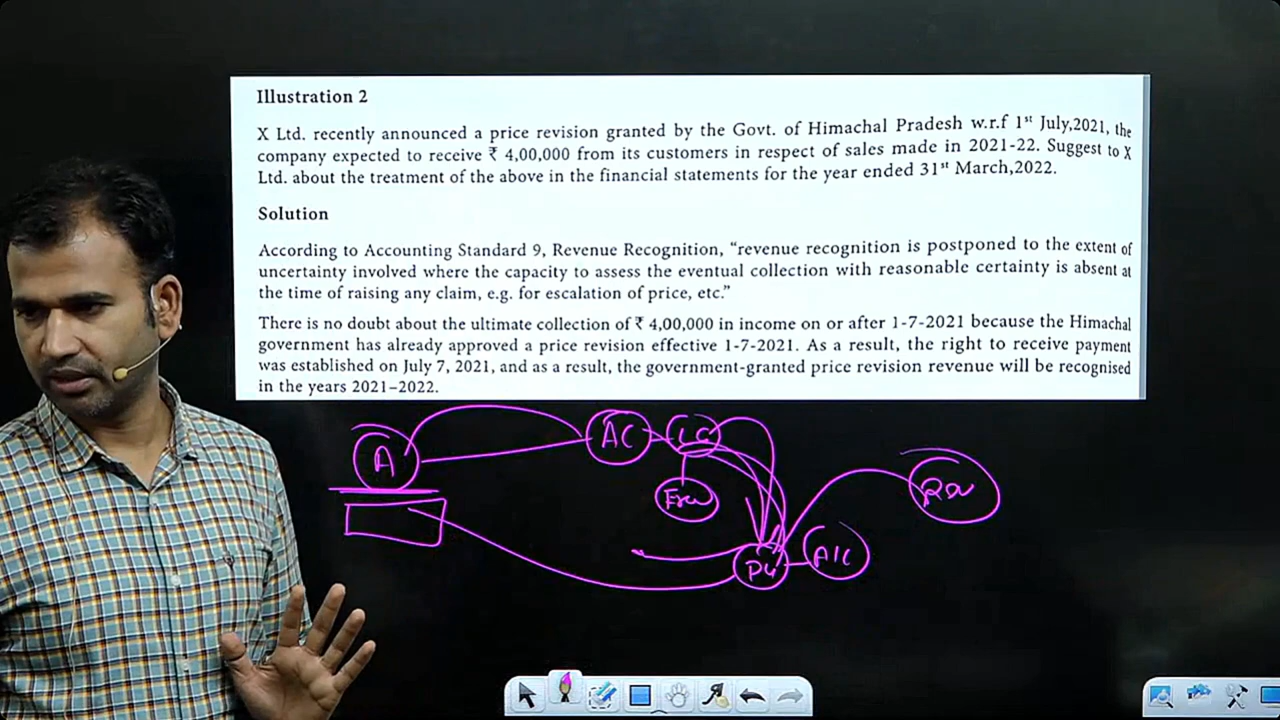 Illustration 2
X Ltd. recently announced a price revision granted by the Govt. of Himachal Pradesh w.r.f 1st July,2021, the
company expected to receive ₹ 4,00,000 from its customers in respect of sales made in 2021-22. Suggest to X
Ltd. about the treatment of the above in the financial statements for the year ended 31st March,2022.
Solution
According to Accounting Standard 9, Revenue Recognition, “revenue recognition is postponed to the extent of
uncertainty involved where the capacity to assess the eventual collection with reasonable certainty is absent at
the time of raising any claim, e.g. for escalation of price, etc.”
There is no doubt about the ultimate collection of ₹ 4,00,000 in income on or after 1-7-2021 because the Himachal
government has already approved a price revision effective 1-7-2021. As a result, the right to receive payment
was established on July 7, 2021, and as a result, the government-granted price revision revenue will be recognised
in the years 2021–2022.
A
AC